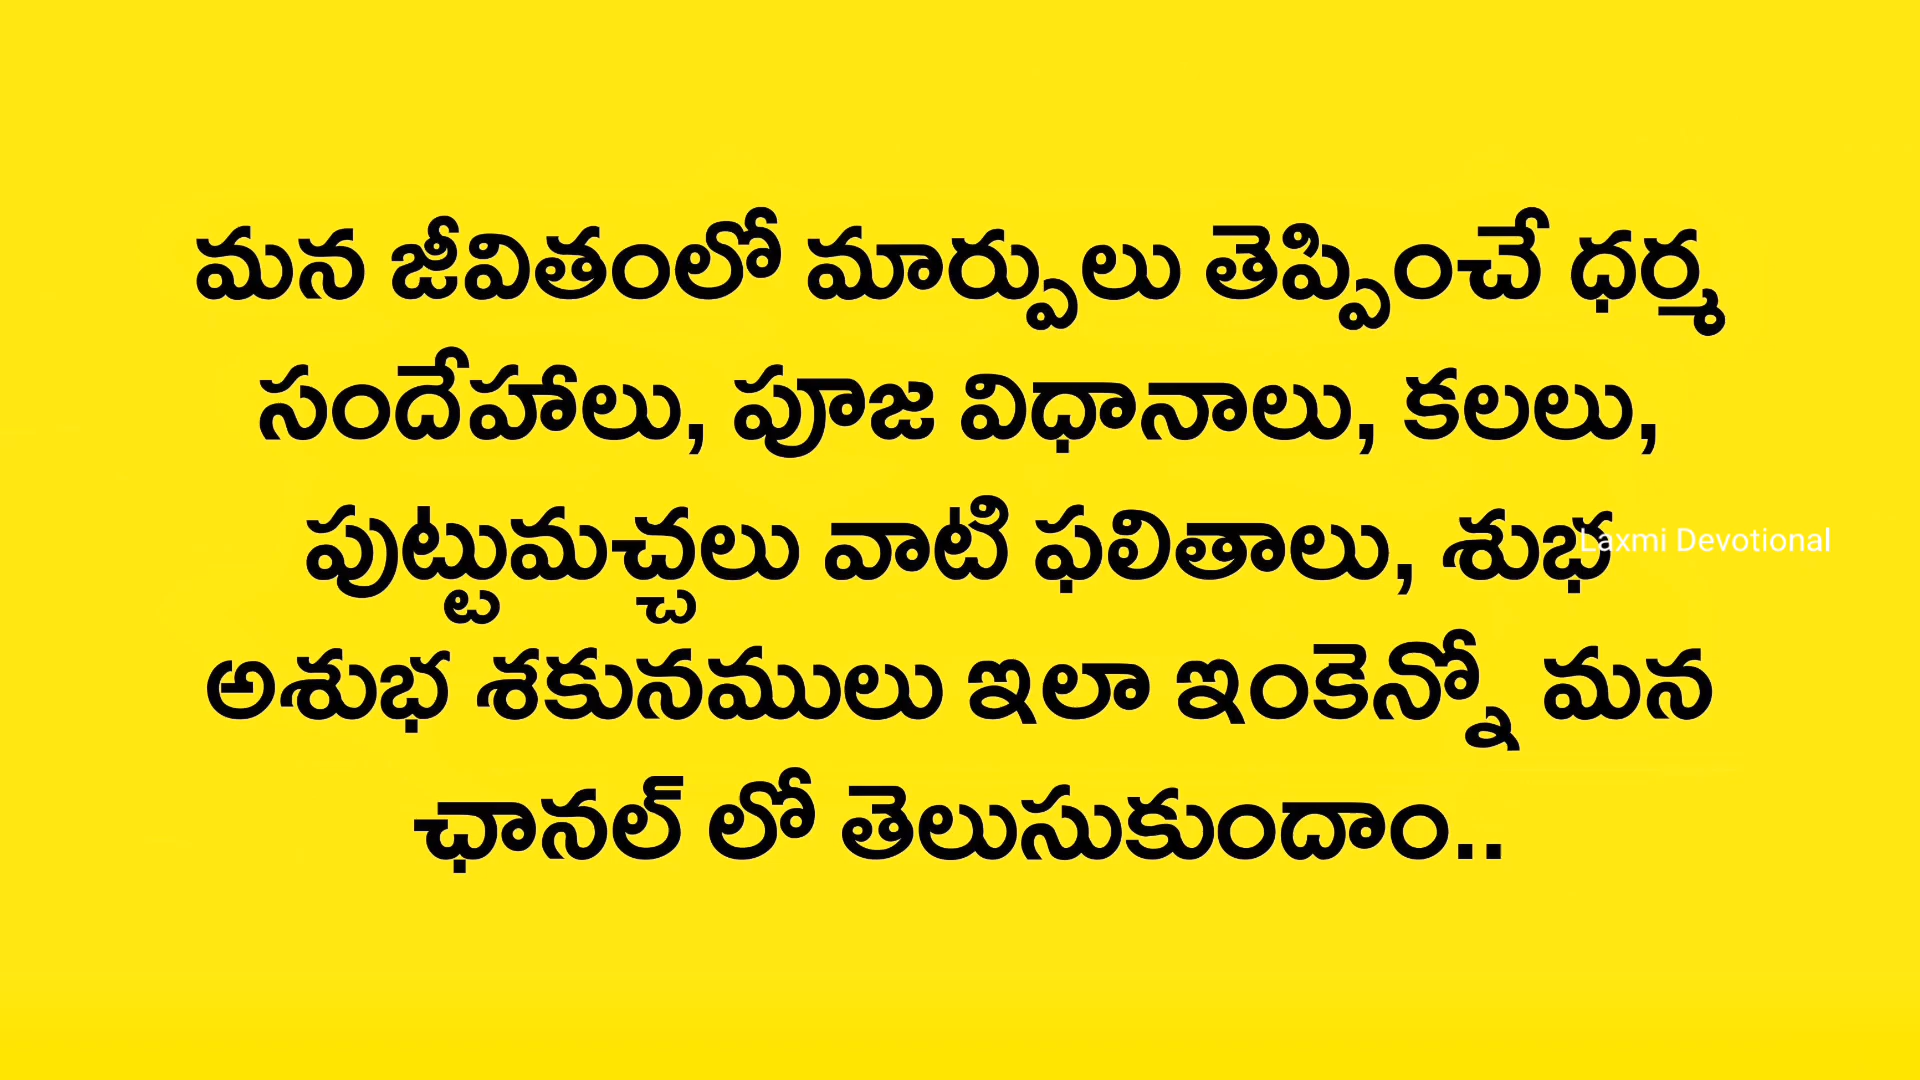 మన జీవితంలో మార్పులు తెప్పించే ధర్మ
సందేహాలు, పూజ విధానాలు, కలలు,
పుట్టుమచ్చలు వాటి ఫలితాలు, శుభ
Laxmi Devotional
అశుభ శకునములు ఇలా ఇంకెన్నో మన
ఛానల్ లో తెలుసుకుందాం..